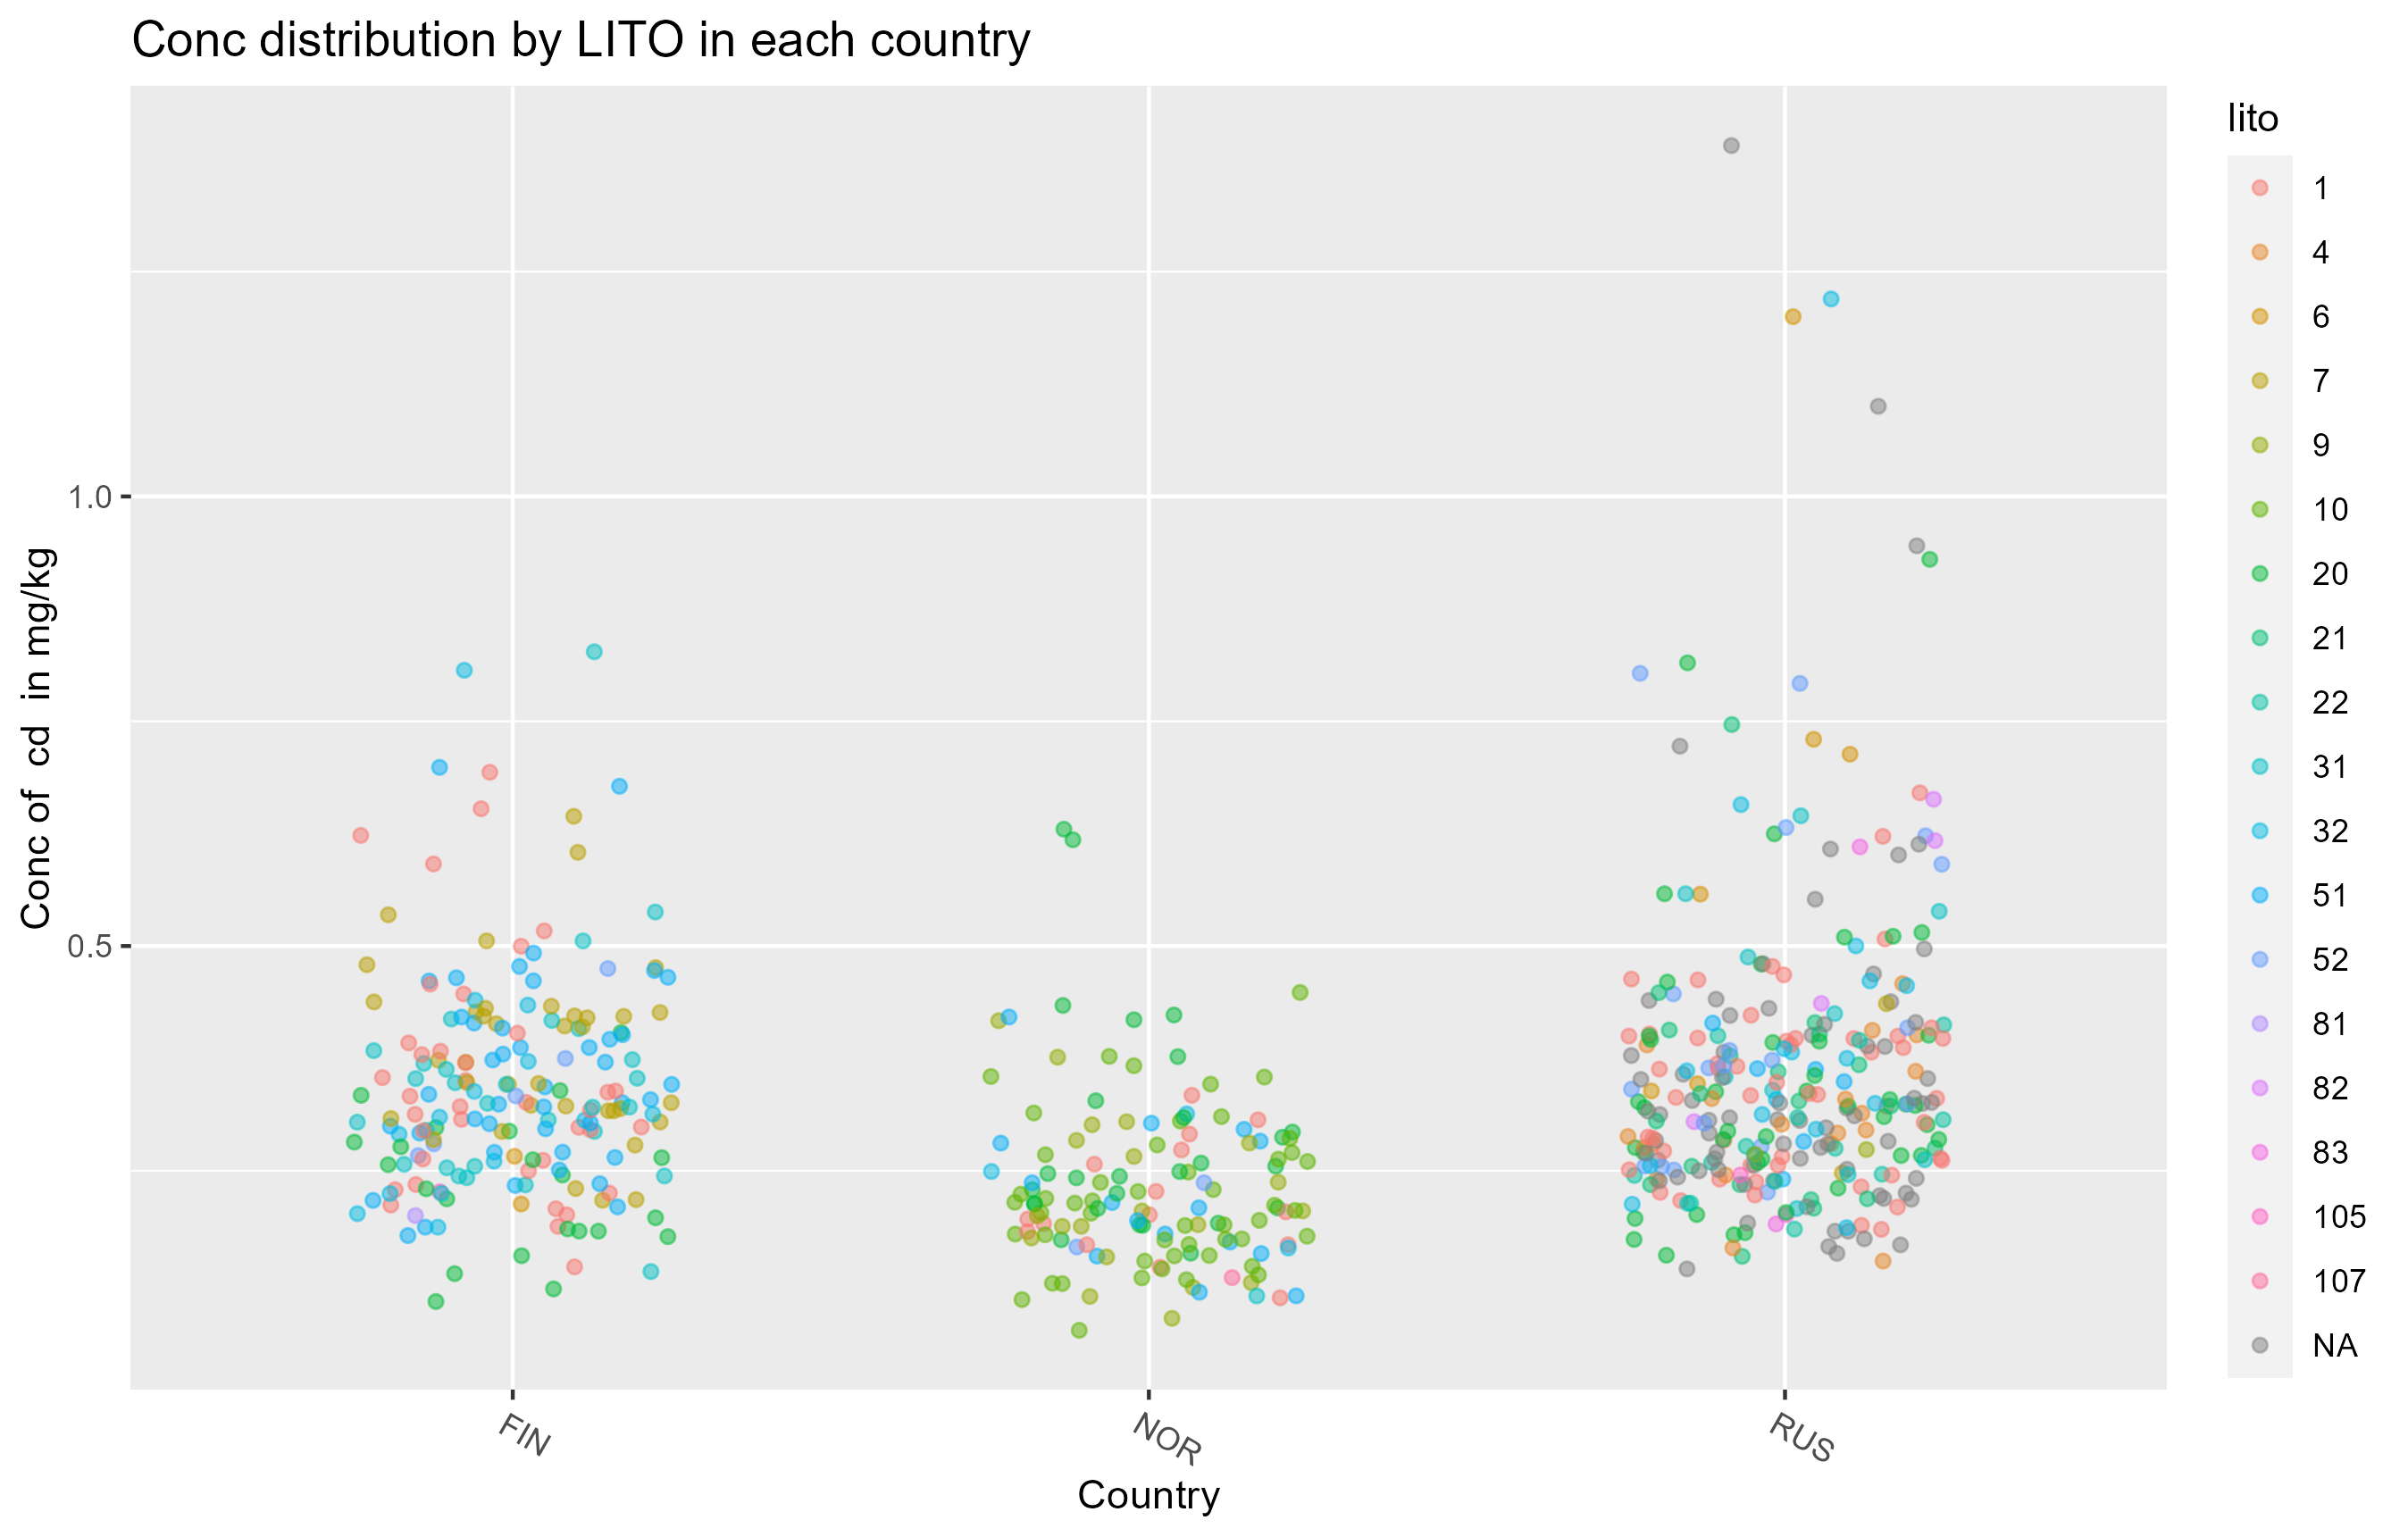 Conc distribution by LITO in each country
Conc of  cd  in mg/kg
1.0
0.5
FIN
NOR
RUS
Country
lito
1
4
6
7
9
10
20
21
22
31
32
51
52
81
82
83
105
107
NA